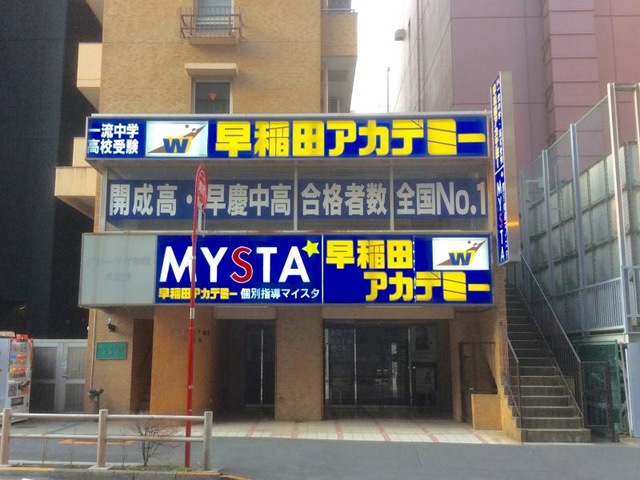 一流中学
高校受験
W
早稲田アカデミー
開成高・早慶中高 合格者数 全国No.1
MYSTA
早稲田アカデミー 個別指導マイスタ
早稲田
アカデミー
W
MYSTA